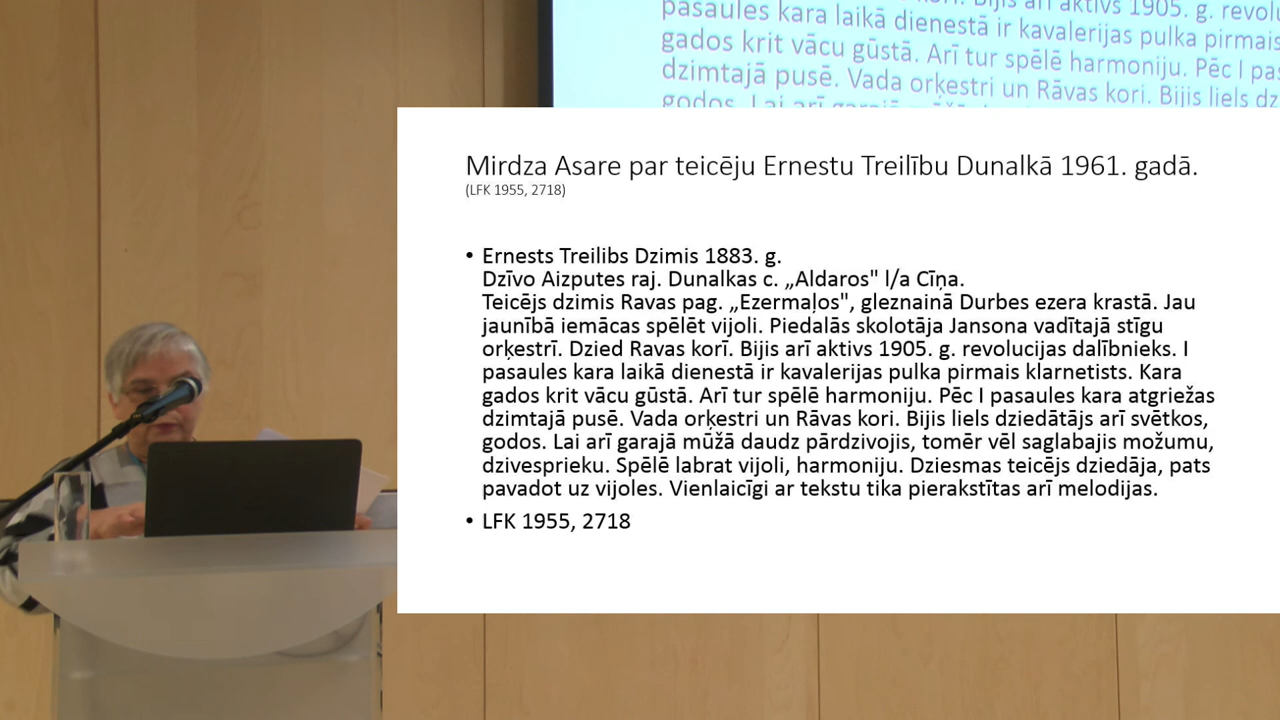 pasaules kara laikā dienestā ir kavalerijas pulka pirmais
gados krit vācu gūstā. Arī tur spēlē harmoniju. Pēc I pas
dzimtajā pusē. Vada orķestri un Rāvas kori. Bijis liels dz
Mirdza Asare par teicēju Ernestu Treilību Dunalkā 1961. gadā.
(LFK 1955, 2718)
• Ernests Treilibs Dzimis 1883. g.
Dzīvo Aizputes raj. Dunalkas c. „Aldaros" l/a Cīņa.
Teicējs dzimis Ravas pag. „Ezermaļos", gleznainā Durbes ezera krastā. Jau
jaunībā iemācas spēlēt vijoli. Piedalās skolotāja Jansona vadītajā stīgu
orķestrī. Dzied Ravas korī. Bijis arī aktivs 1905. g. revolucijas dalībnieks. I
pasaules kara laikā dienestā ir kavalerijas pulka pirmais klarnetists. Kara
gados krit vācu gūstā. Arī tur spēlē harmoniju. Pēc I pasaules kara atgriežas
dzimtajā pusē. Vada orķestri un Rāvas kori. Bijis liels dziedātājs arī svētkos,
godos. Lai arī garajā mūžā daudz pārdzivojis, tomēr vēl saglabajis možumu,
dzivesprieku. Spēlē labrat vijoli, harmoniju. Dziesmas teicējs dziedāja, pats
pavadot uz vijoles. Vienlaicīgi ar tekstu tika pierakstītas arī melodijas.
• LFK 1955, 2718